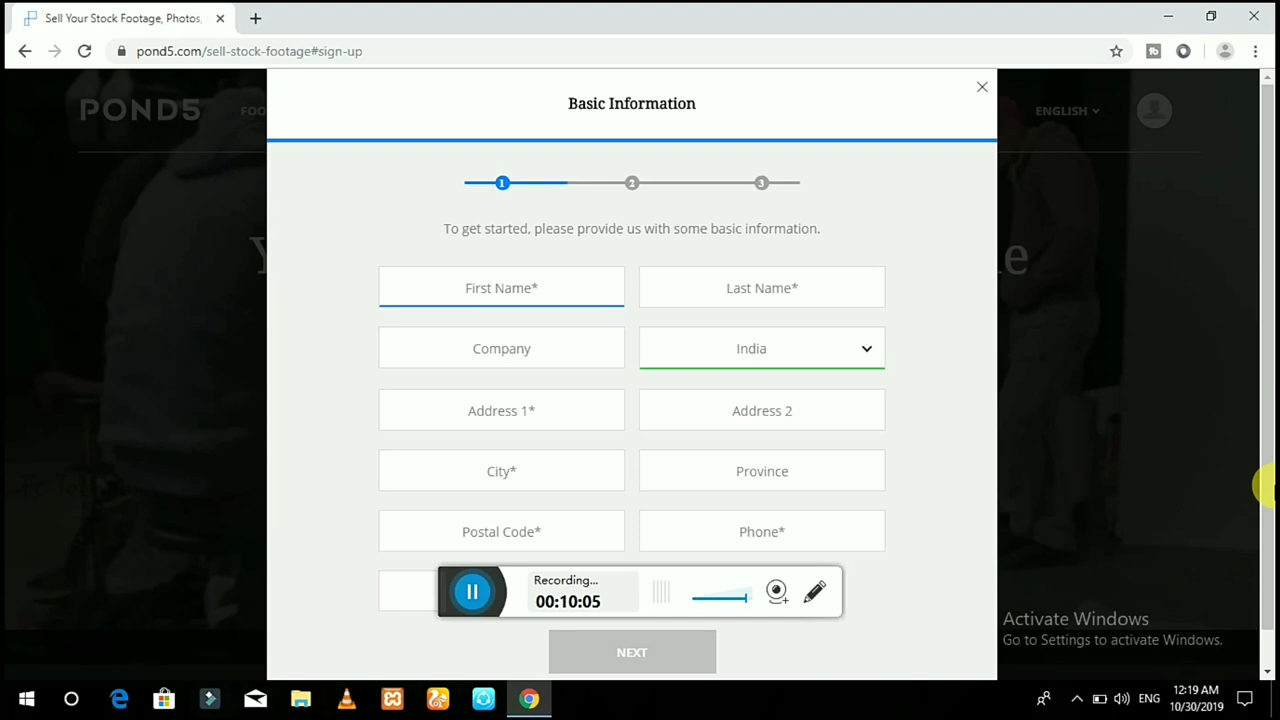 Sell Your Stock Footage, Photos,
pond5.com/sell-stock-footage#sign-up
Basic Information
POND5
FOO
ENGLISH
1
2
3
To get started, please provide us with some basic information.
Y
ne
First Name*
Last Name*
Company
India
Address 1*
Address 2
City*
Province
Postal Code*
Phone*
Recording...
00:10:05
Activate Windows
Go to Settings to activate Windows.
NEXT
ENG
12:19 AM
10/30/2019